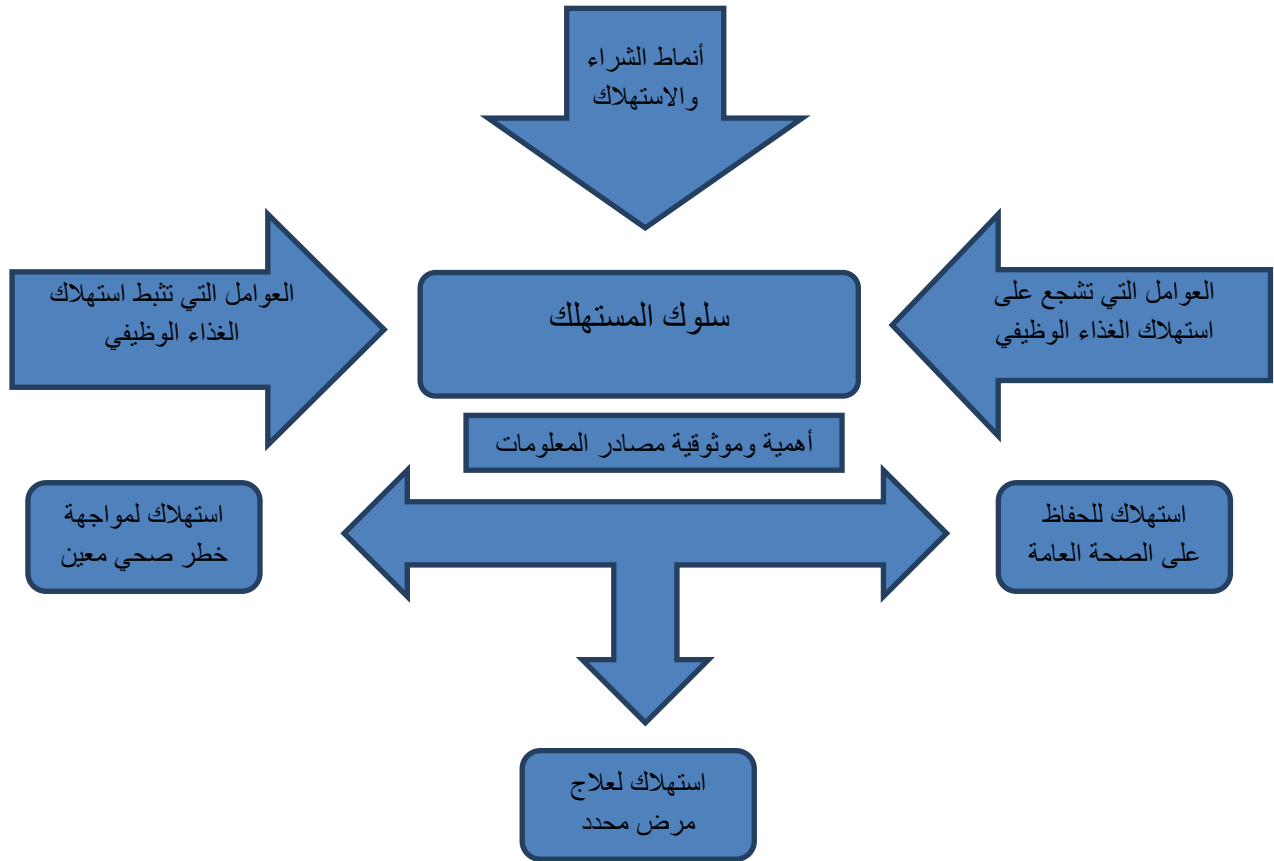 أنماط الشراء
والاستهلاك
العوامل التي تشجع على
استهلاك الغذاء الوظيفي
سلوك المستهلك
العوامل التي تثبط استهلاك
الغذاء الوظيفي
أهمية وموثوقية مصادر المعلومات
استهلاك للحفاظ
على الصحة العامة
استهلاك لمواجهة
خطر صحي معين
استهلاك لعلاج
مرض محدد